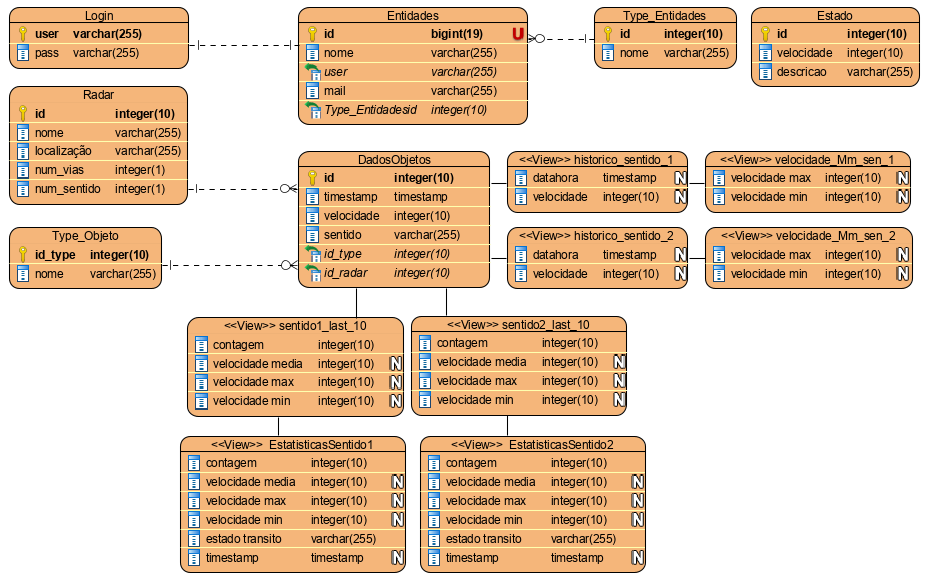 Login
user varchar(255)
pass varchar(255)
Entidades
id bigint(19) U
nome varchar(255)
user varchar(255)
mail varchar(255)
Type_Entidadesid integer(10)
Type_Entidades
id integer(10)
nome varchar(255)
Estado
id integer(10)
velocidade integer(10)
descricao varchar(255)
Radar
id integer(10)
nome varchar(255)
localização varchar(255)
num_vias integer(1)
num_sentido integer(1)
DadosObjetos
id integer(10)
timestamp timestamp
velocidade integer(10)
sentido varchar(255)
id_type integer(10)
id_radar integer(10)
<<View>> historico_sentido_1
datahora timestamp N
velocidade integer(10) N
<<View>> velocidade_Mm_sen_1
velocidade max integer(10) N
velocidade min integer(10) N
Type_Objeto
id_type integer(10)
nome varchar(255)
<<View>> historico_sentido_2
datahora timestamp N
velocidade integer(10) N
<<View>> velocidade_Mm_sen_2
velocidade max integer(10) N
velocidade min integer(10) N
<<View>> sentido1_last_10
contagem integer(10)
velocidade media integer(10) N
velocidade max integer(10) N
velocidade min integer(10) N
<<View>> sentido2_last_10
contagem integer(10)
velocidade media integer(10) N
velocidade max integer(10) N
velocidade min integer(10) N
<<View>> EstatisticasSentido1
contagem integer(10)
velocidade media integer(10) N
velocidade max integer(10) N
velocidade min integer(10) N
estado transito varchar(255)
timestamp timestamp N
<<View>> EstatisticasSentido2
contagem integer(10)
velocidade media integer(10) N
velocidade max integer(10) N
velocidade min integer(10) N
estado transito varchar(255)
timestamp timestamp N